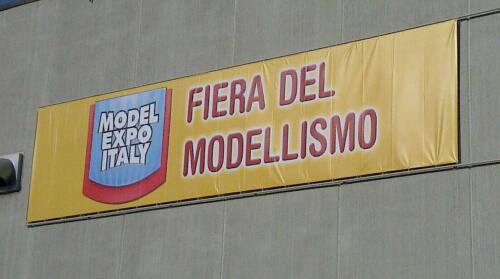 MODEL
EXPO
ITALY
FIERA DEL
MODELLISMO